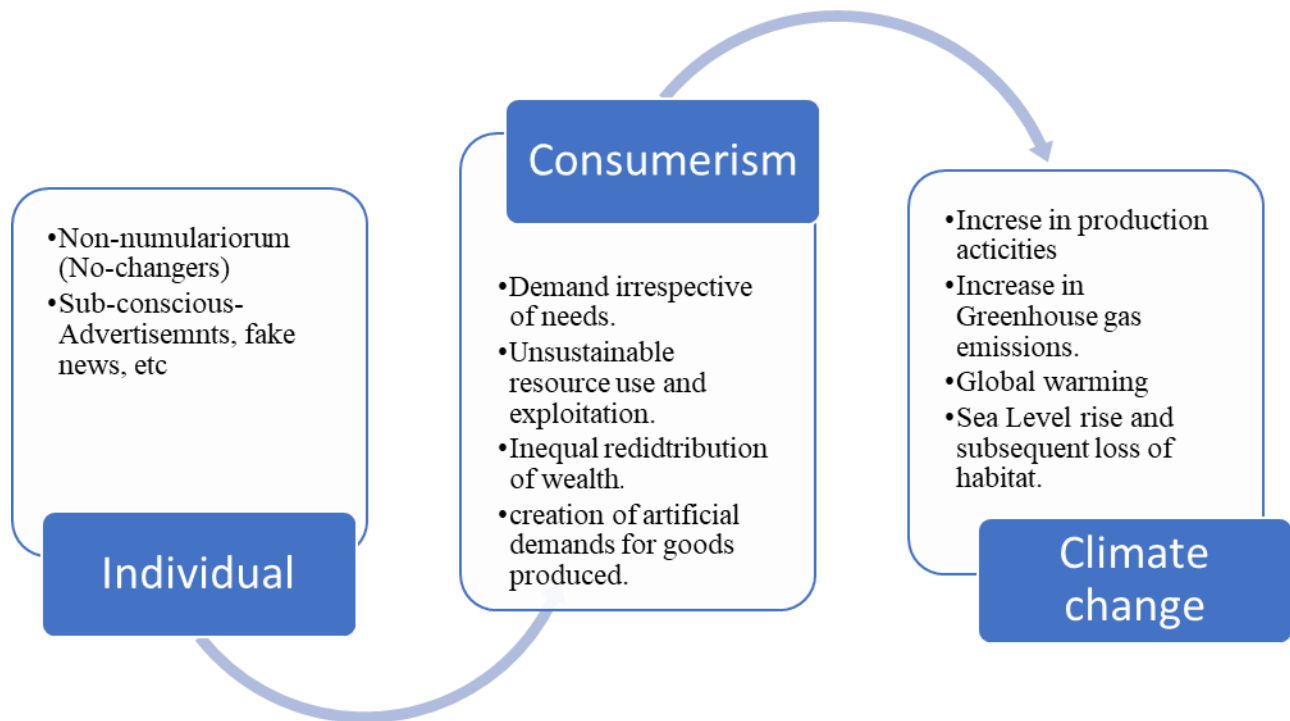 •Non-numulariorum
(No-changers)
•Sub-conscious-
Advertisemnts, fake
news, etc
Individual
Consumerism
•Demand irrespective
of needs.
•Unsustainable
resource use and
exploitation.
•Inequal redidtribution
of wealth.
•creation of artificial
demands for goods
produced.
•Increse in production
acticities
•Increase in
Greenhouse gas
emissions.
•Global warming
•Sea Level rise and
subsequent loss of
habitat.
Climate
change